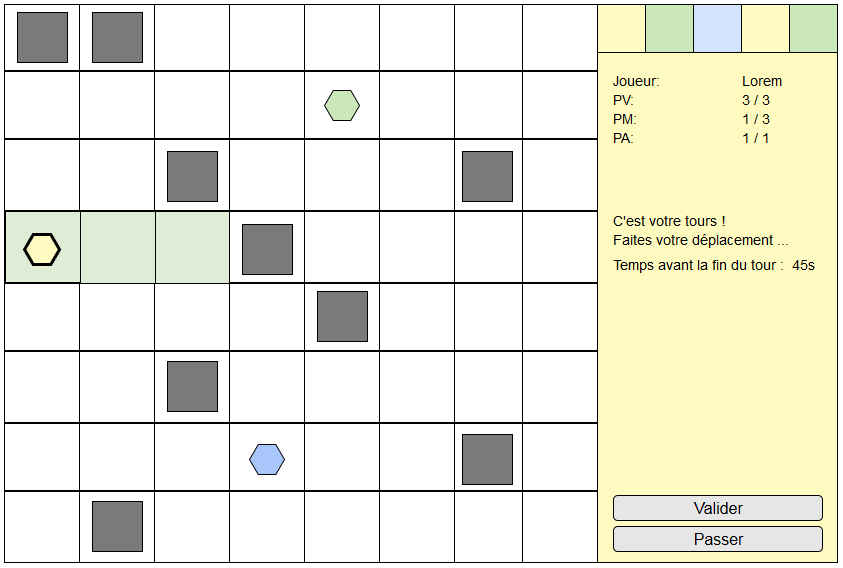 Joueur: Lorem
PV: 3 / 3
PM: 1 / 3
PA: 1 / 1
C'est votre tours !
Faites votre déplacement ...
Temps avant la fin du tour : 45s
Valider
Passer